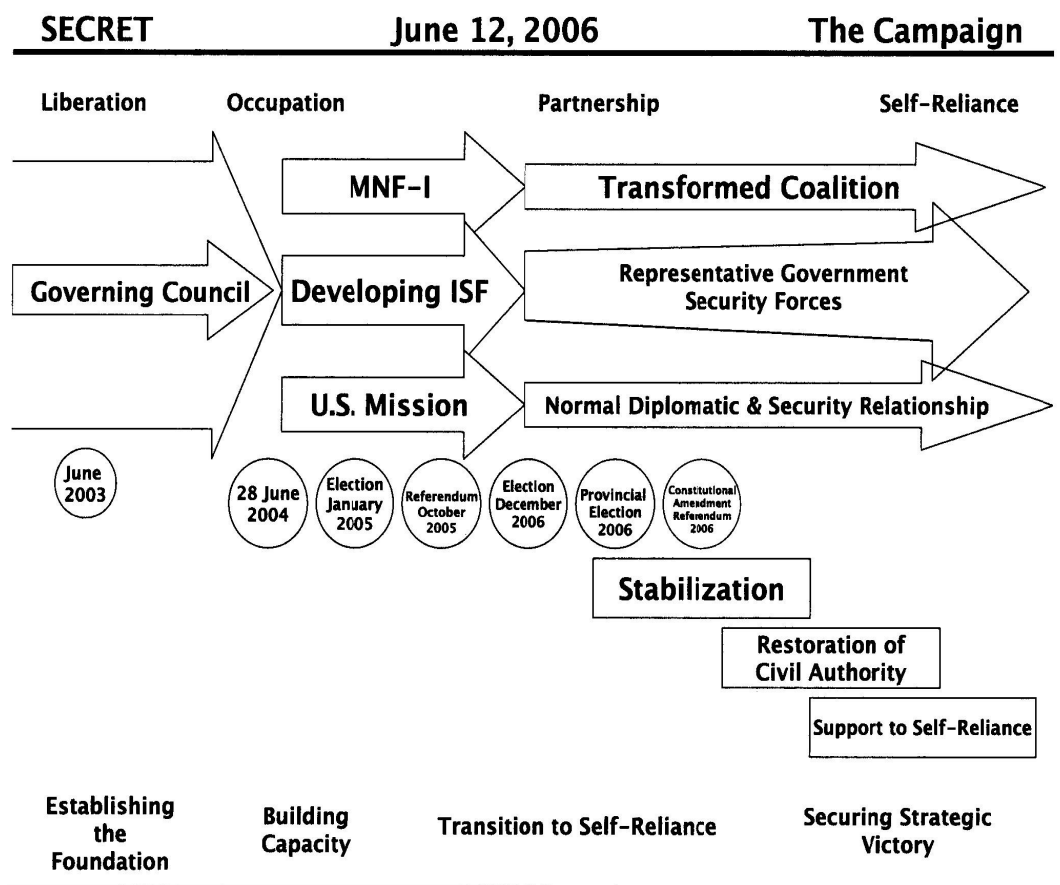 SECRET June 12, 2006 The Campaign
Liberation Occupation Partnership Self-Reliance
MNF-I
Transformed Coalition
Governing Council
Developing ISF
Representative Government
Security Forces
U.S. Mission
Normal Diplomatic & Security Relationship
June
2003
28 June
2004
Election
January
2005
Referendum
October
2005
Election
December
2006
Provincial
Election
2006
Constitutional
Amendment
Referendum
2006
Stabilization
Restoration of
Civil Authority
Support to Self-Reliance
Establishing
the
Foundation
Building
Capacity
Transition to Self-Reliance
Securing Strategic
Victory